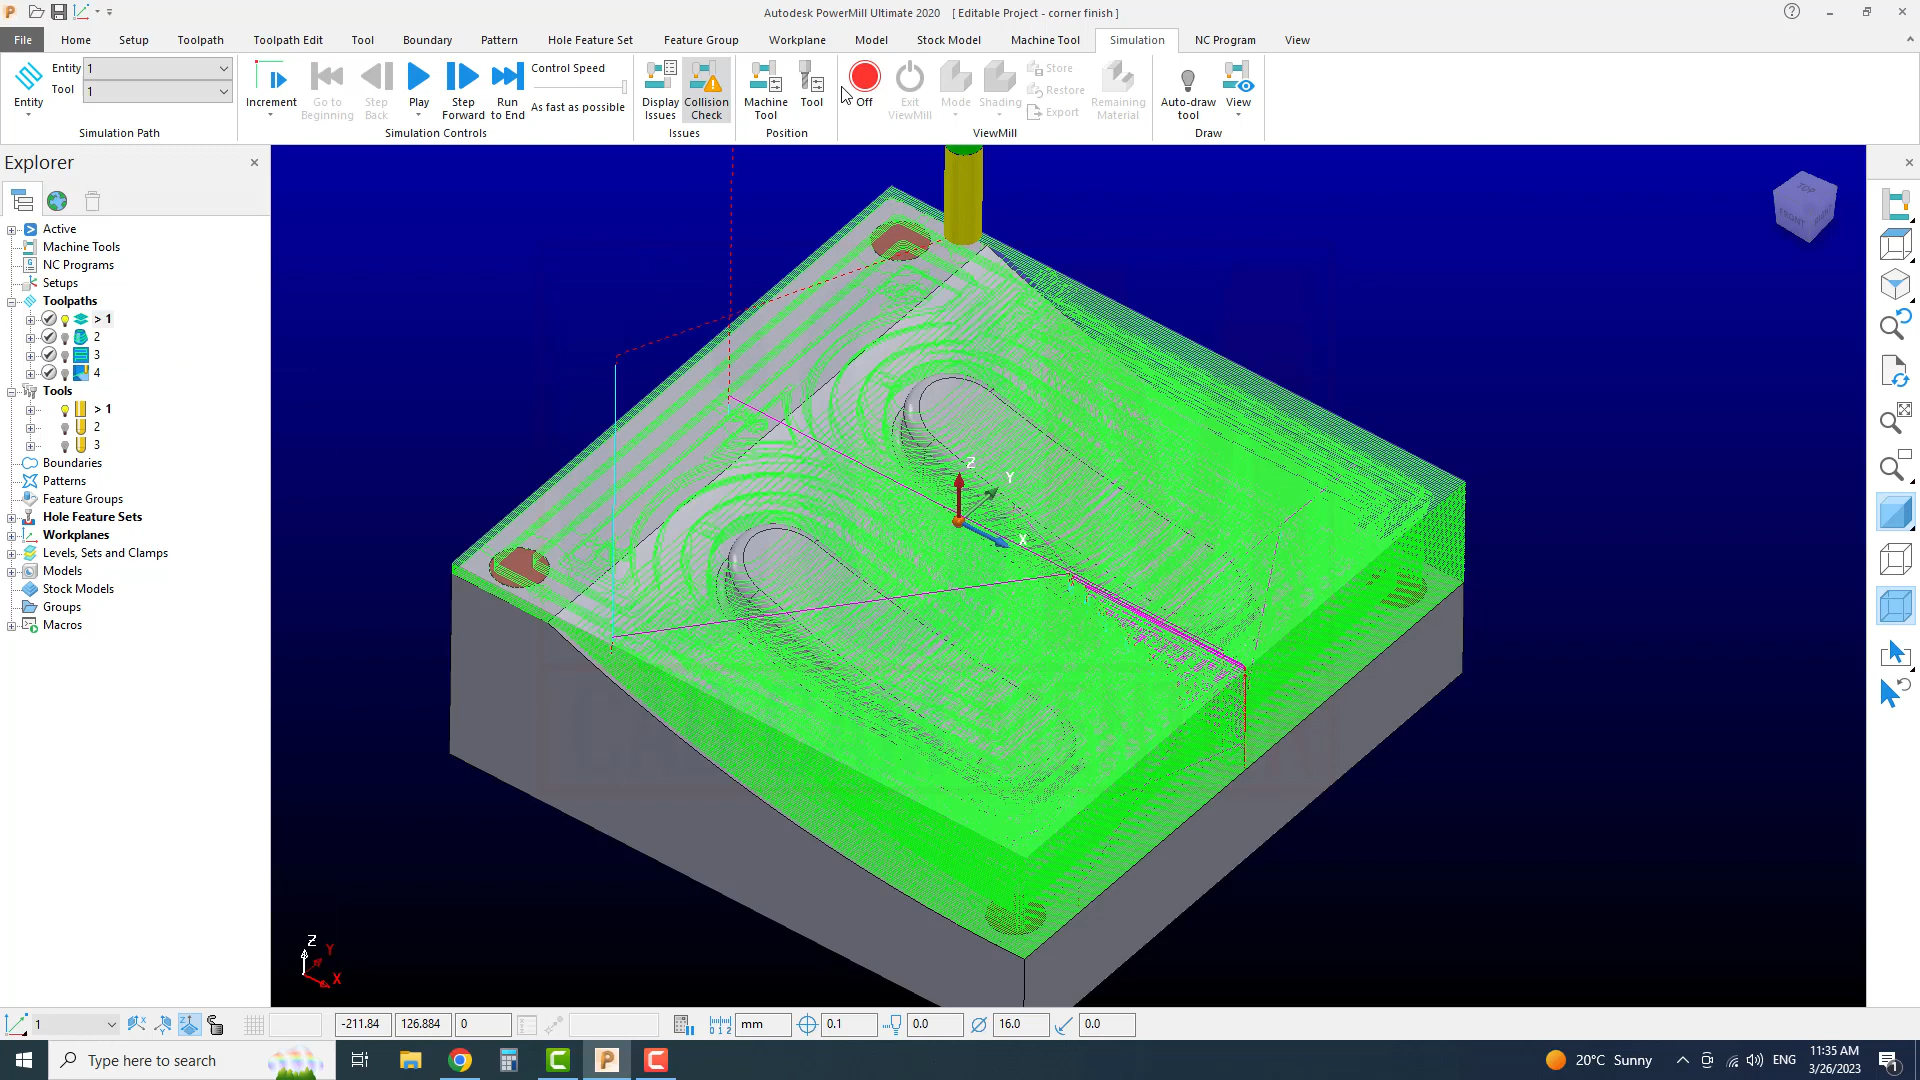 Autodesk PowerMill Ultimate 2020 [ Editable Project - corner finish ]
File Home Setup Toolpath Toolpath Edit Tool Boundary Pattern Hole Feature Set Feature Group Workplane Model Stock Model Machine Tool Simulation NC Program View
Entity
Entity 1
Tool 1
Simulation Path
Increment
Go to Beginning
Step Back
Play
Step Forward
Run to End
Control Speed
As fast as possible
Simulation Controls
Display Issues
Collision Check
Issues
Machine Tool
Tool
Position
Off
Exit ViewMill
Mode
Shading
Store
Restore
Export
Remaining Material
ViewMill
Auto-draw tool
View
Draw
Explorer
Active
Machine Tools
NC Programs
Setups
Toolpaths
> 1
2
3
4
Tools
> 1
2
3
Boundaries
Patterns
Feature Groups
Hole Feature Sets
Workplanes
Levels, Sets and Clamps
Models
Stock Models
Groups
Macros
TOP
FRONT
RIGHT
Z
Y
X
Z
Y
X
1 -211.84 126.884 0 mm 0.1 0.0 16.0 0.0
Type here to search
20°C Sunny
ENG
11:35 AM
3/26/2023
1